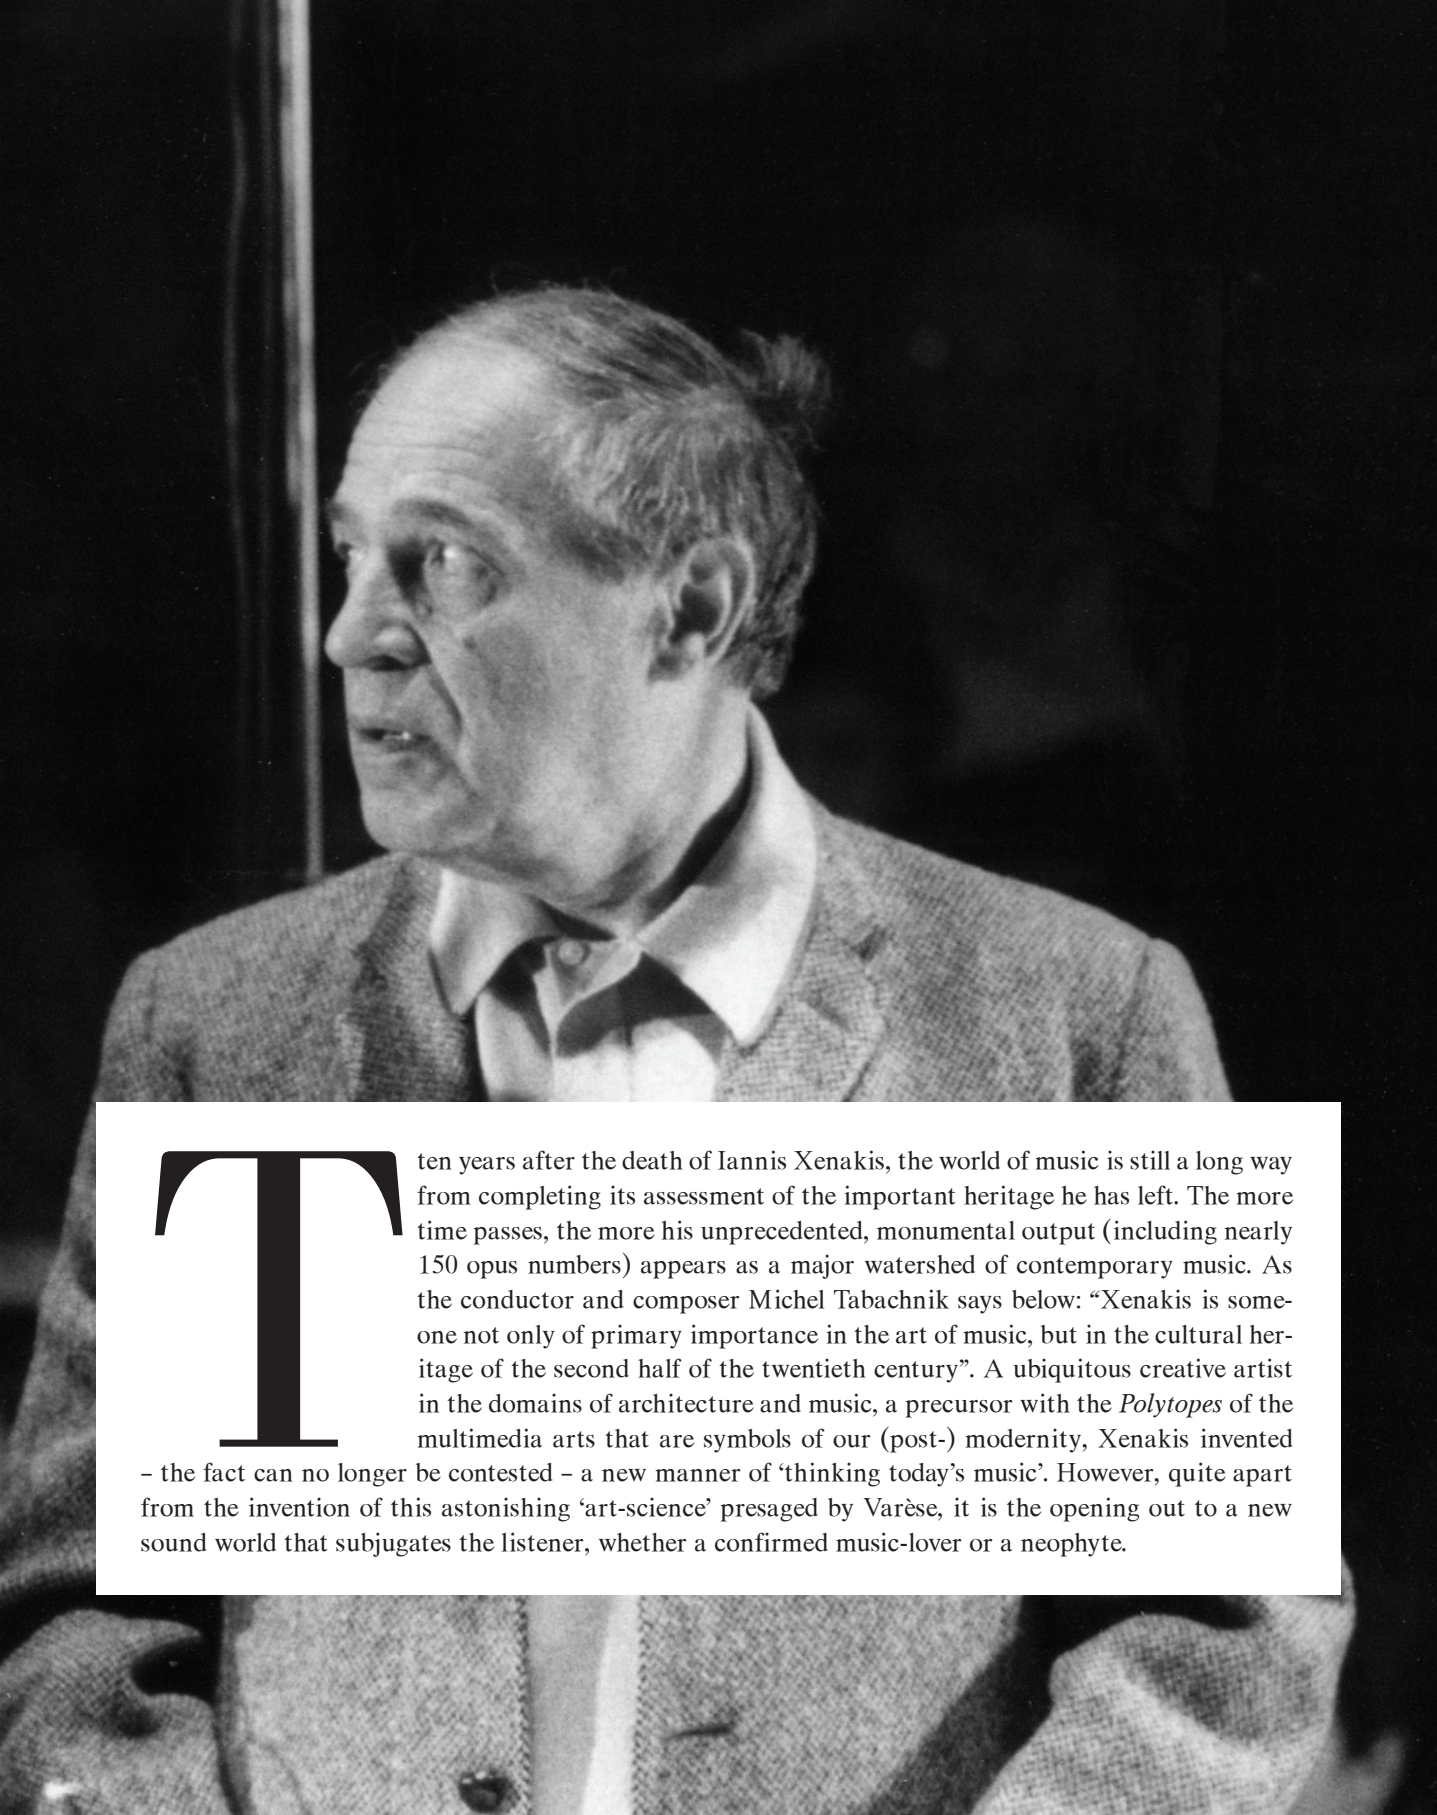 T
ten years after the death of Iannis Xenakis, the world of music is still a long way
from completing its assessment of the important heritage he has left. The more
time passes, the more his unprecedented, monumental output (including nearly
150 opus numbers) appears as a major watershed of contemporary music. As
the conductor and composer Michel Tabachnik says below: “Xenakis is some-
one not only of primary importance in the art of music, but in the cultural her-
itage of the second half of the twentieth century”. A ubiquitous creative artist
in the domains of architecture and music, a precursor with the Polytopes of the
multimedia arts that are symbols of our (post-) modernity, Xenakis invented
– the fact can no longer be contested – a new manner of ‘thinking today’s music’. However, quite apart
from the invention of this astonishing ‘art-science’ presaged by Varèse, it is the opening out to a new
sound world that subjugates the listener, whether a confirmed music-lover or a neophyte.